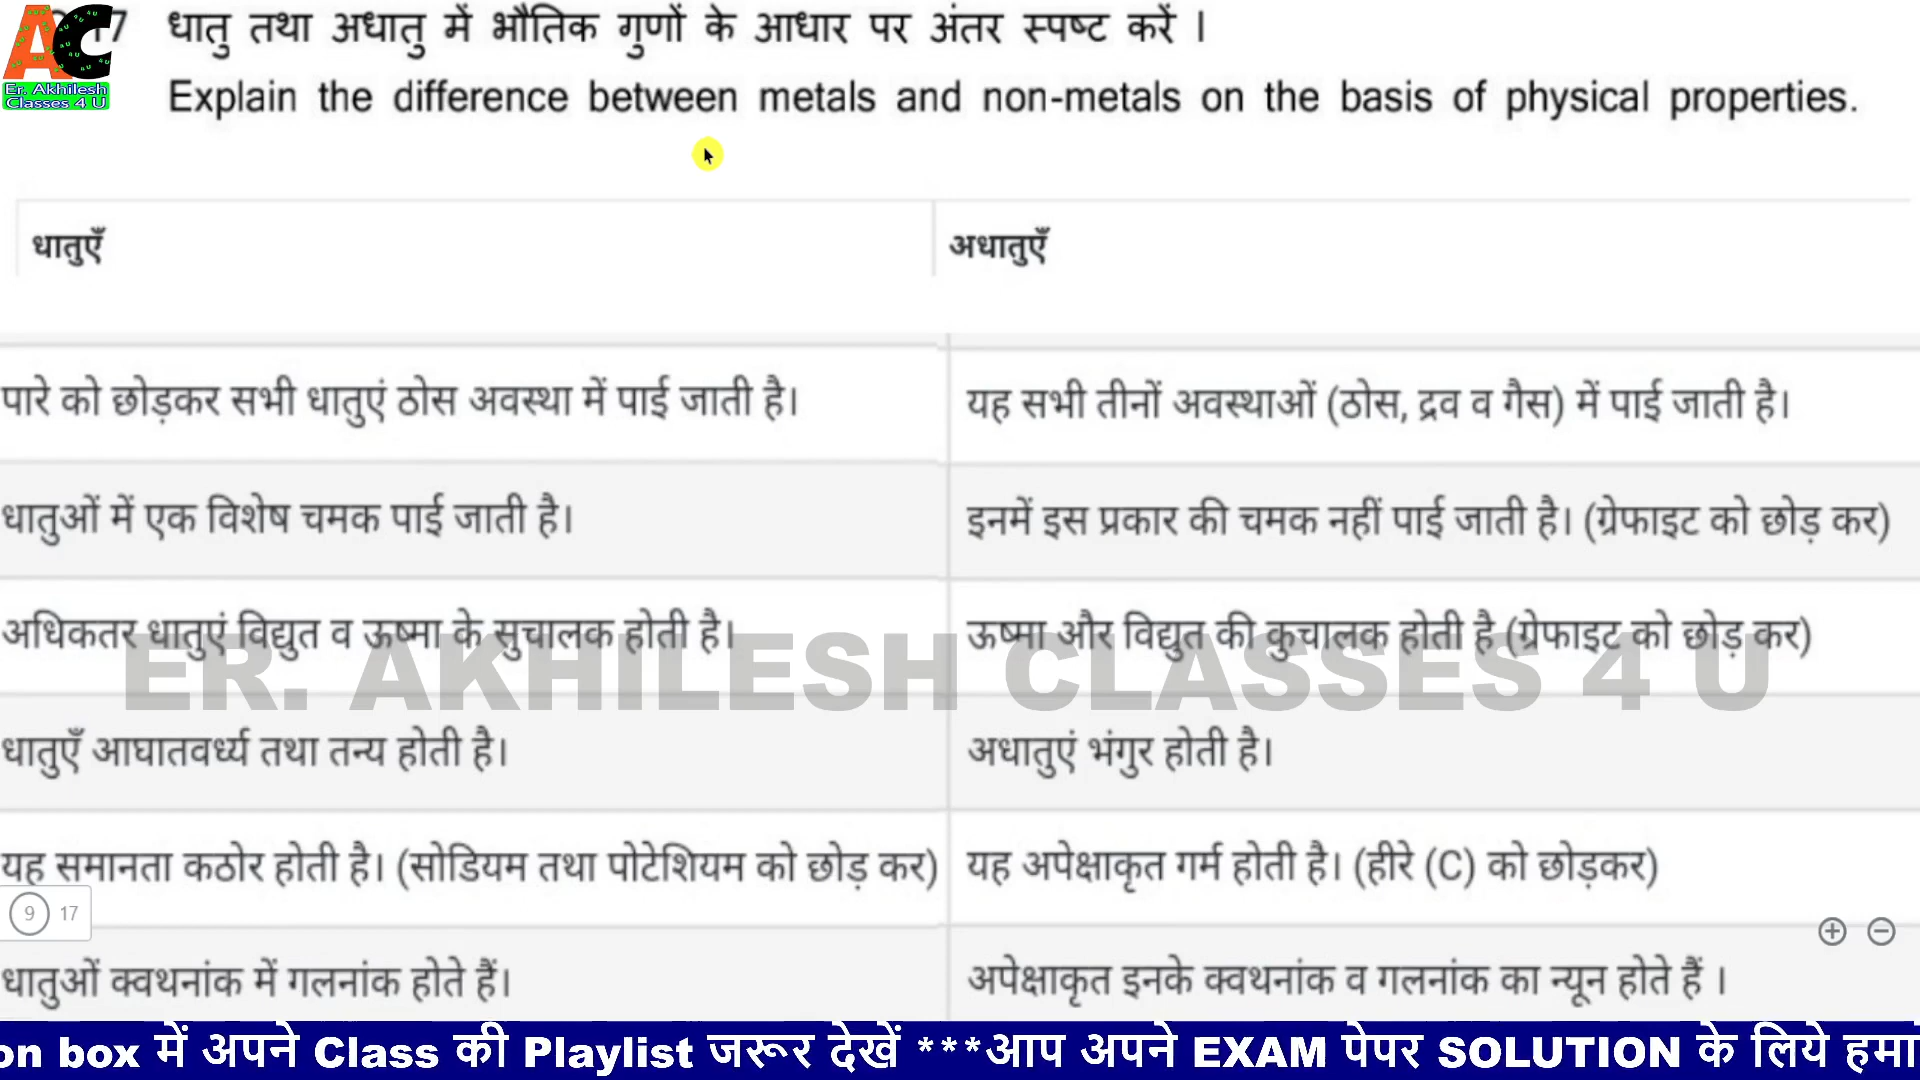 17 धातु तथा अधातु में भौतिक गुणों के आधार पर अंतर स्पष्ट करें ।
AC
Er. Akhilesh
Classes 4 U
Explain the difference between metals and non-metals on the basis of physical properties.
धातुएँ अधातुएँ
पारे को छोड़कर सभी धातुएं ठोस अवस्था में पाई जाती है। यह सभी तीनों अवस्थाओं (ठोस, द्रव व गैस) में पाई जाती है।
धातुओं में एक विशेष चमक पाई जाती है। इनमें इस प्रकार की चमक नहीं पाई जाती है। (ग्रेफाइट को छोड़ कर)
अधिकतर धातुएं विद्युत व ऊष्मा के सुचालक होती है। ऊष्मा और विद्युत की कुचालक होती है (ग्रेफाइट को छोड़ कर)
ER. AKHILESH CLASSES 4 U
धातुएँ आघातवर्ध्य तथा तन्य होती है। अधातुएं भंगुर होती है।
यह समानता कठोर होती है। (सोडियम तथा पोटेशियम को छोड़ कर) यह अपेक्षाकृत गर्म होती है। (हीरे (C) को छोड़कर)
9 17
धातुओं क्वथनांक में गलनांक होते हैं। अपेक्षाकृत इनके क्वथनांक व गलनांक का न्यून होते हैं ।
on box में अपने Class की Playlist जरूर देखें ***आप अपने EXAM पेपर SOLUTION के लिये हमा